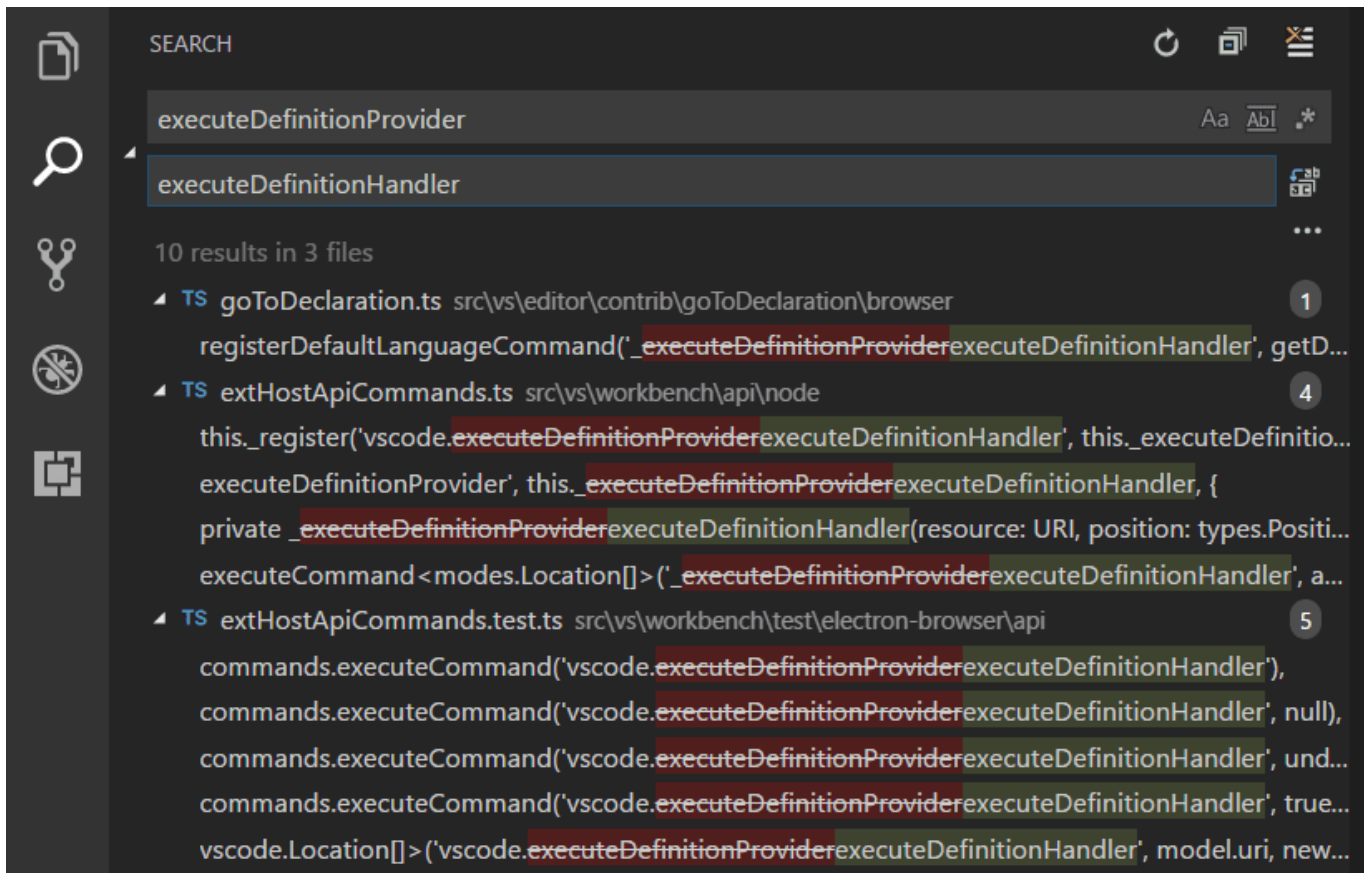 SEARCH
executeDefinitionProvider Aa Abl .*
executeDefinitionHandler
...
10 results in 3 files
TS goToDeclaration.ts src\vs\editor\contrib\goToDeclaration\browser 1
registerDefaultLanguageCommand('_executeDefinitionProviderexecuteDefinitionHandler', getD...
TS extHostApiCommands.ts src\vs\workbench\api\node 4
this._register('vscode.executeDefinitionProviderexecuteDefinitionHandler', this._executeDefinitio...
executeDefinitionProvider', this._executeDefinitionProviderexecuteDefinitionHandler, {
private _executeDefinitionProviderexecuteDefinitionHandler(resource: URI, position: types.Positi...
executeCommand<modes.Location[]>('_executeDefinitionProviderexecuteDefinitionHandler', a...
TS extHostApiCommands.test.ts src\vs\workbench\test\electron-browser\api 5
commands.executeCommand('vscode.executeDefinitionProviderexecuteDefinitionHandler'),
commands.executeCommand('vscode.executeDefinitionProviderexecuteDefinitionHandler', null),
commands.executeCommand('vscode.executeDefinitionProviderexecuteDefinitionHandler', und...
commands.executeCommand('vscode.executeDefinitionProviderexecuteDefinitionHandler', true...
vscode.Location[]>('vscode.executeDefinitionProviderexecuteDefinitionHandler', model.uri, new...